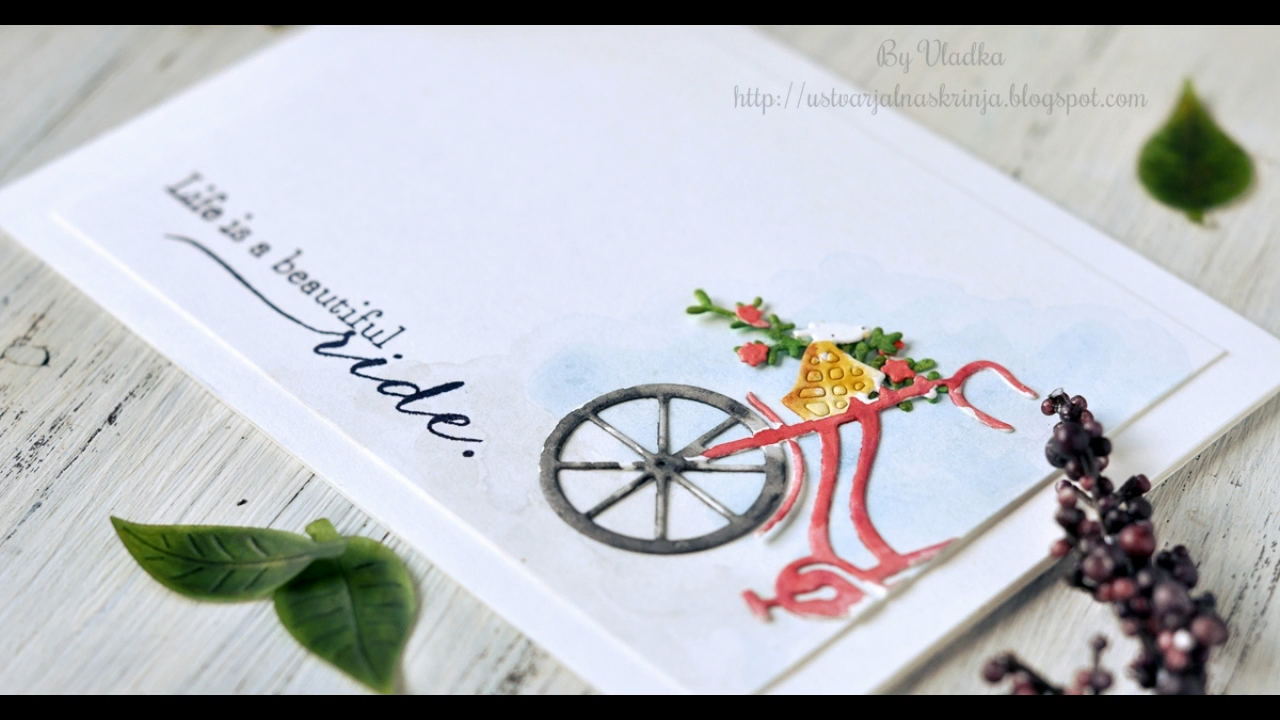 By Vladka
http://ustvarjalnaskrinja.blogspot.com
Life is a beautiful
ride.